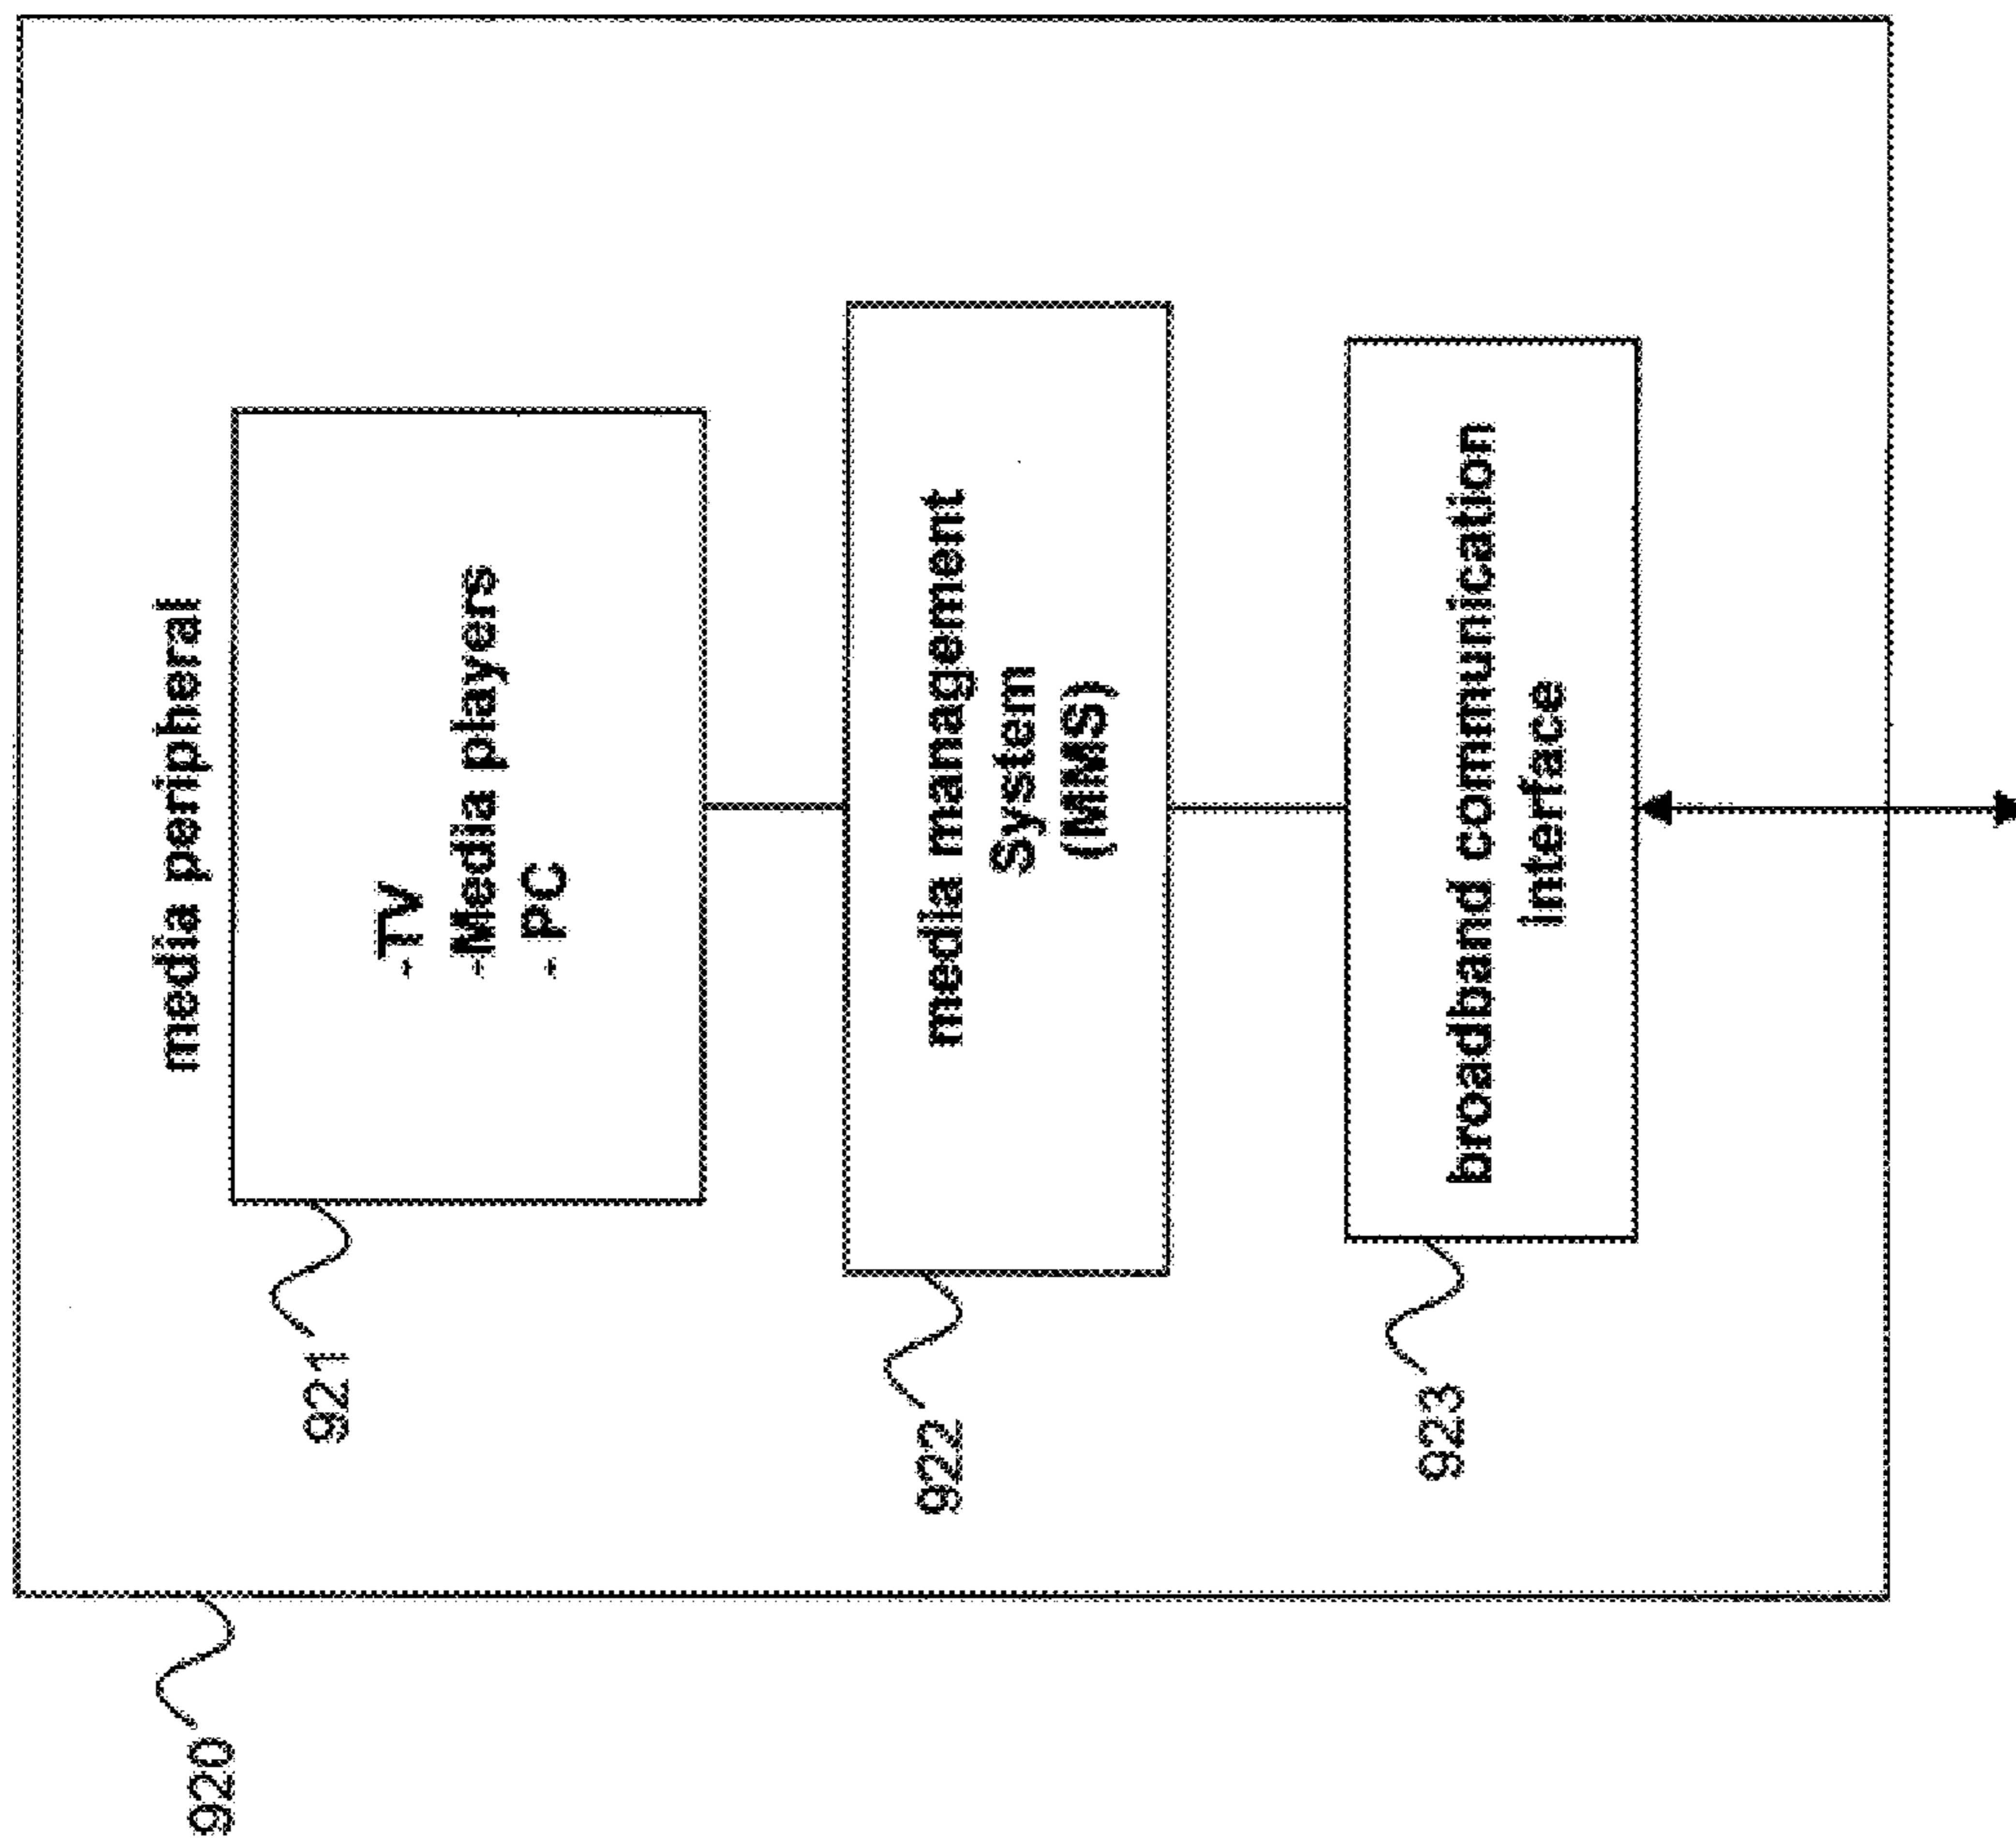 media peripheral
-TV
-Media players
- PC
921
media management
System
(MMS)
922
broadband communication
interface
923
920